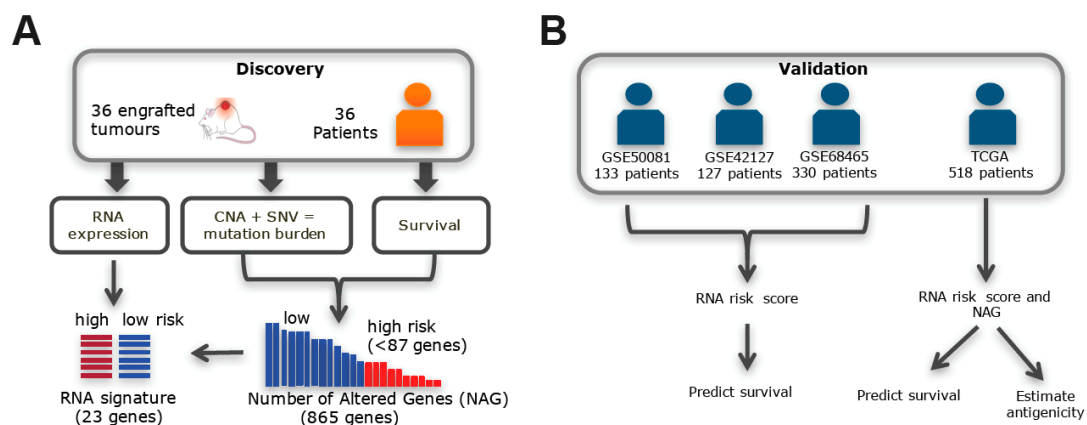 A
Discovery
36 engrafted
tumours
36
Patients
RNA
expression
CNA + SNV =
mutation burden
Survival
high
low risk
low
high risk
(<87 genes)
RNA signature
(23 genes)
Number of Altered Genes (NAG)
(865 genes)
B
Validation
GSE50081
133 patients
GSE42127
127 patients
GSE68465
330 patients
TCGA
518 patients
RNA risk score
Predict survival
RNA risk score and
NAG
Predict survival
Estimate
antigenicity